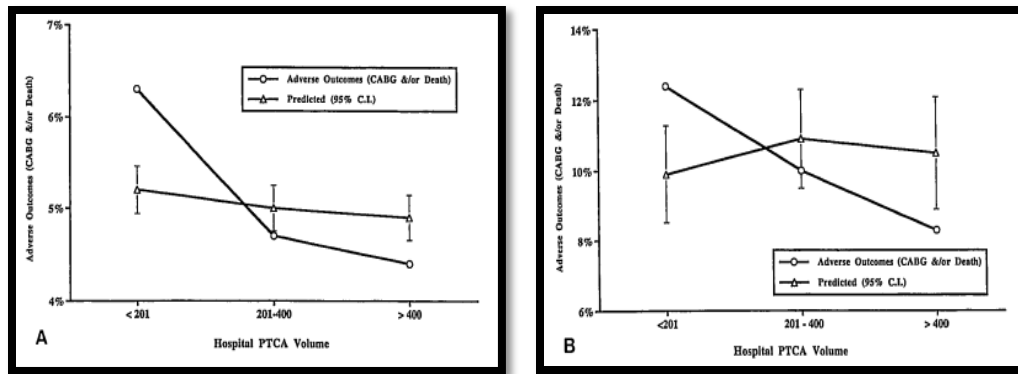 7%
6%
5%
4%
Adverse Outcomes (CABG &/or Death)
Adverse Outcomes (CABG &/or Death)
Predicted (95% C.I.)
< 201
201-400
> 400
A
Hospital PTCA Volume
14%
12%
10%
8%
6%
Adverse Outcomes (CABG &/or Death)
Adverse Outcomes (CABG &/or Death)
Predicted (95% C.I.)
<201
201 - 400
> 400
B
Hospital PTCA Volume